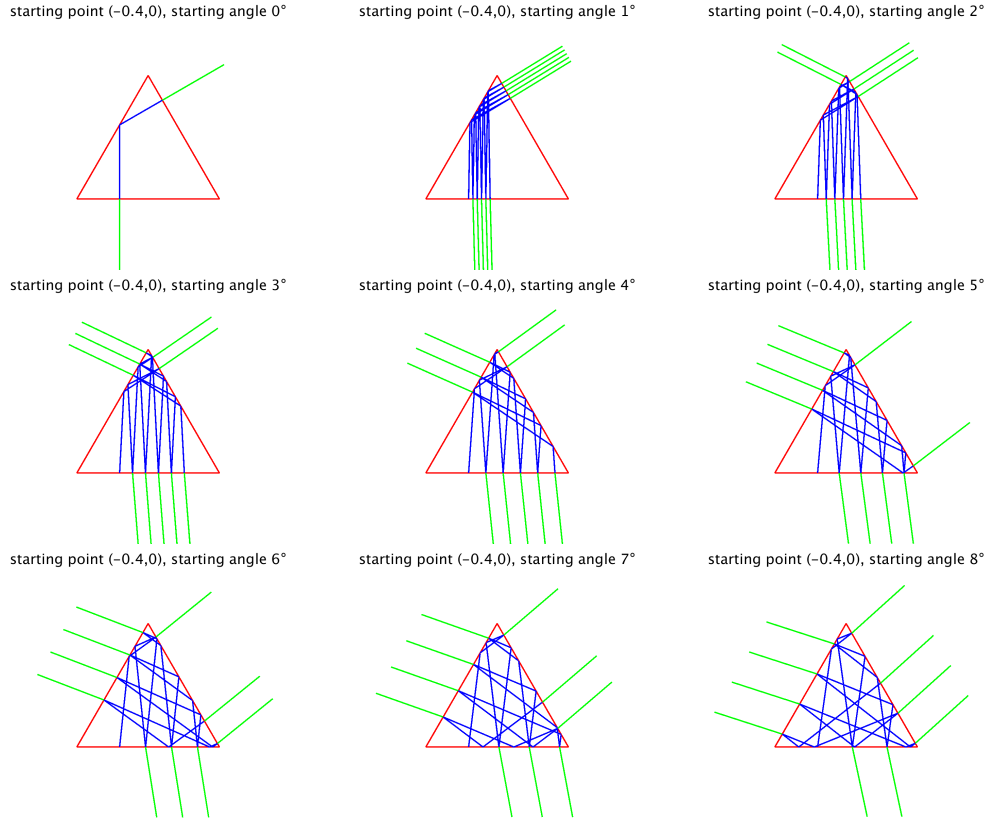 starting point (-0.4,0), starting angle 0°
starting point (-0.4,0), starting angle 1°
starting point (-0.4,0), starting angle 2°
starting point (-0.4,0), starting angle 3°
starting point (-0.4,0), starting angle 4°
starting point (-0.4,0), starting angle 5°
starting point (-0.4,0), starting angle 6°
starting point (-0.4,0), starting angle 7°
starting point (-0.4,0), starting angle 8°